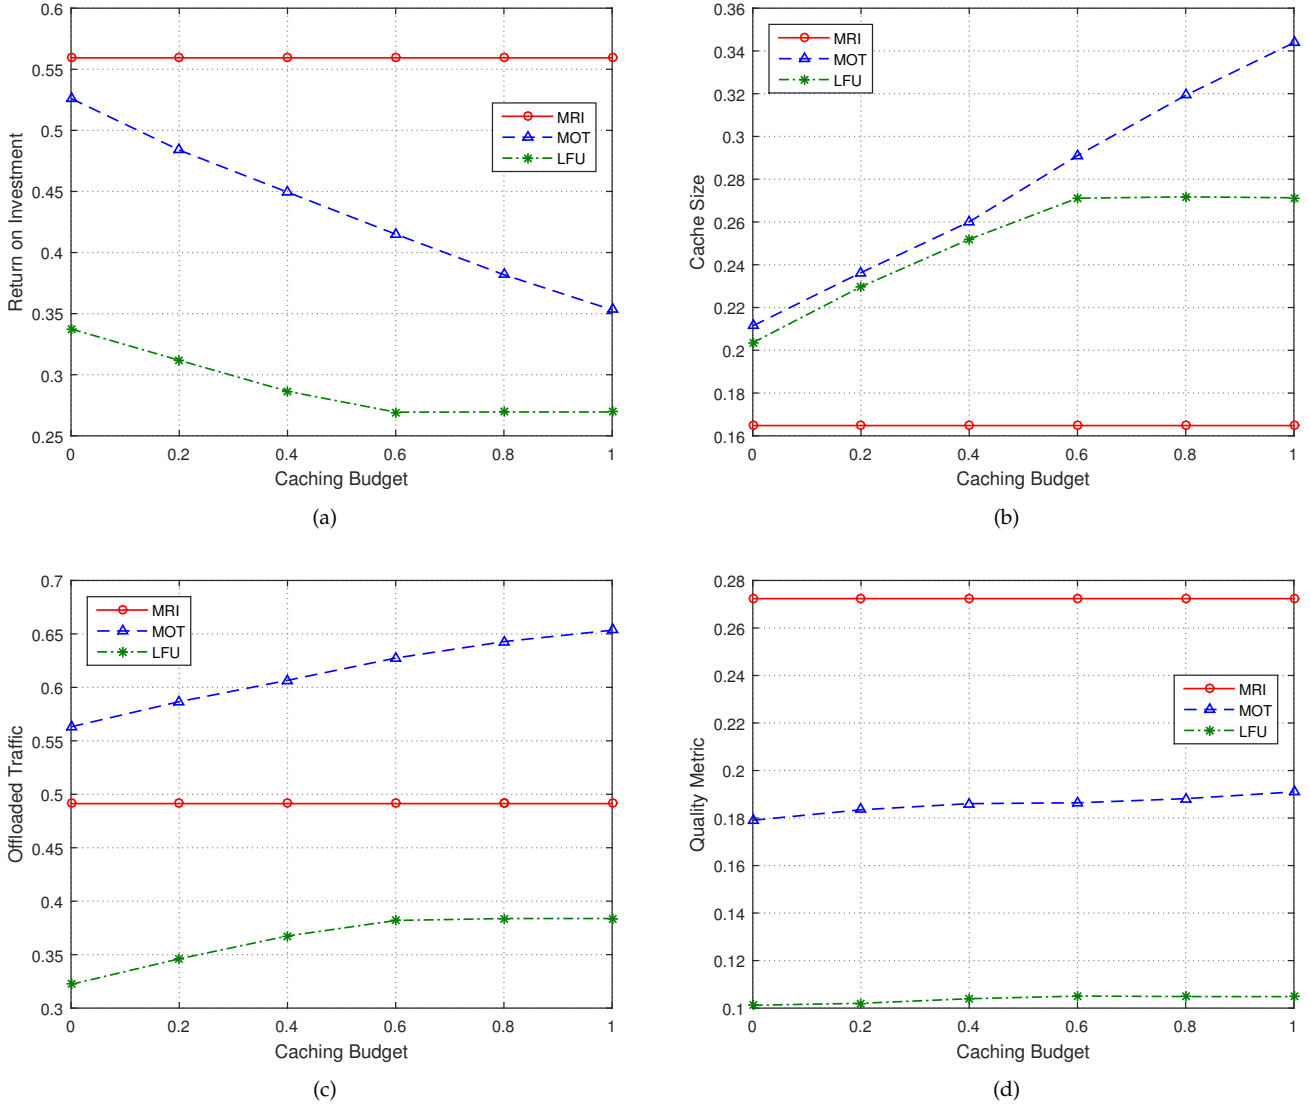 0.6
0.55
0.5
0.45
0.4
0.35
0.3
0.25
Return on Investment
MRI
MOT
LFU
0 0.2 0.4 0.6 0.8 1
Caching Budget
(a)
0.36
0.34
0.32
0.3
0.28
0.26
0.24
0.22
0.2
0.18
0.16
Cache Size
MRI
MOT
LFU
0 0.2 0.4 0.6 0.8 1
Caching Budget
(b)
0.7
0.65
0.6
0.55
0.5
0.45
0.4
0.35
0.3
Offloaded Traffic
MRI
MOT
LFU
0 0.2 0.4 0.6 0.8 1
Caching Budget
(c)
0.28
0.26
0.24
0.22
0.2
0.18
0.16
0.14
0.12
0.1
Quality Metric
MRI
MOT
LFU
0 0.2 0.4 0.6 0.8 1
Caching Budget
(d)